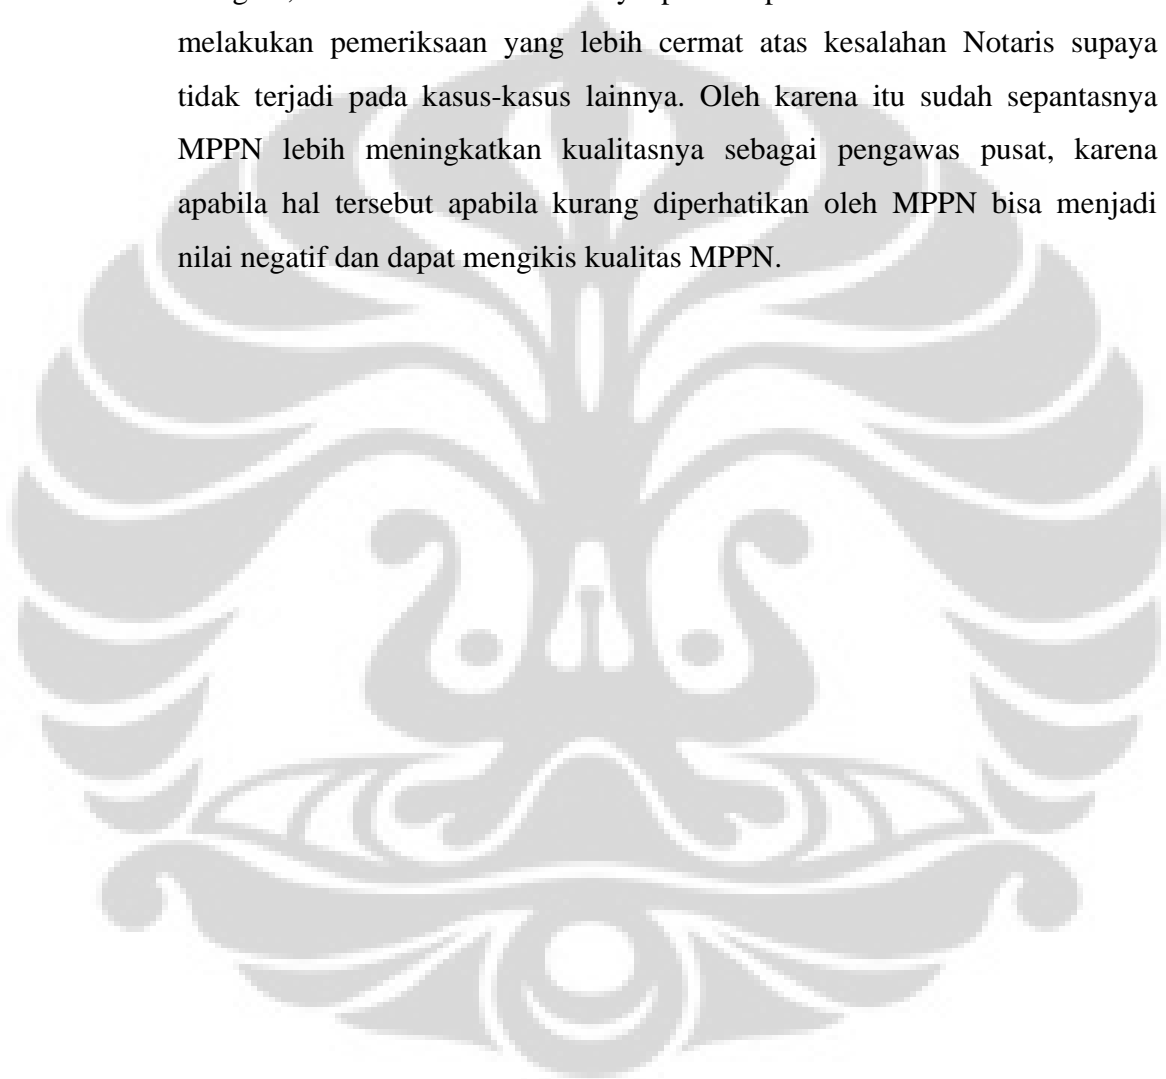 melakukan pemeriksaan yang lebih cermat atas kesalahan Notaris supaya
tidak terjadi pada kasus-kasus lainnya. Oleh karena itu sudah sepantasnya
MPPN lebih meningkatkan kualitasnya sebagai pengawas pusat, karena
apabila hal tersebut apabila kurang diperhatikan oleh MPPN bisa menjadi
nilai negatif dan dapat mengikis kualitas MPPN.